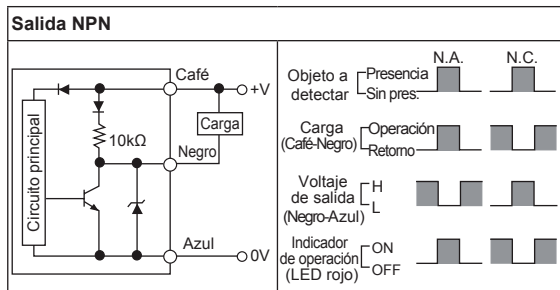 Salida NPN
Café
+V
Carga
10kΩ
Negro
Circuito principal
Azul
0V
N.A.
N.C.
Objeto a
detectar
Presencia
Sin pres.
Carga
(Café-Negro)
Operación
Retorno
Voltaje
de salida
(Negro-Azul)
H
L
Indicador
de operación
(LED rojo)
ON
OFF